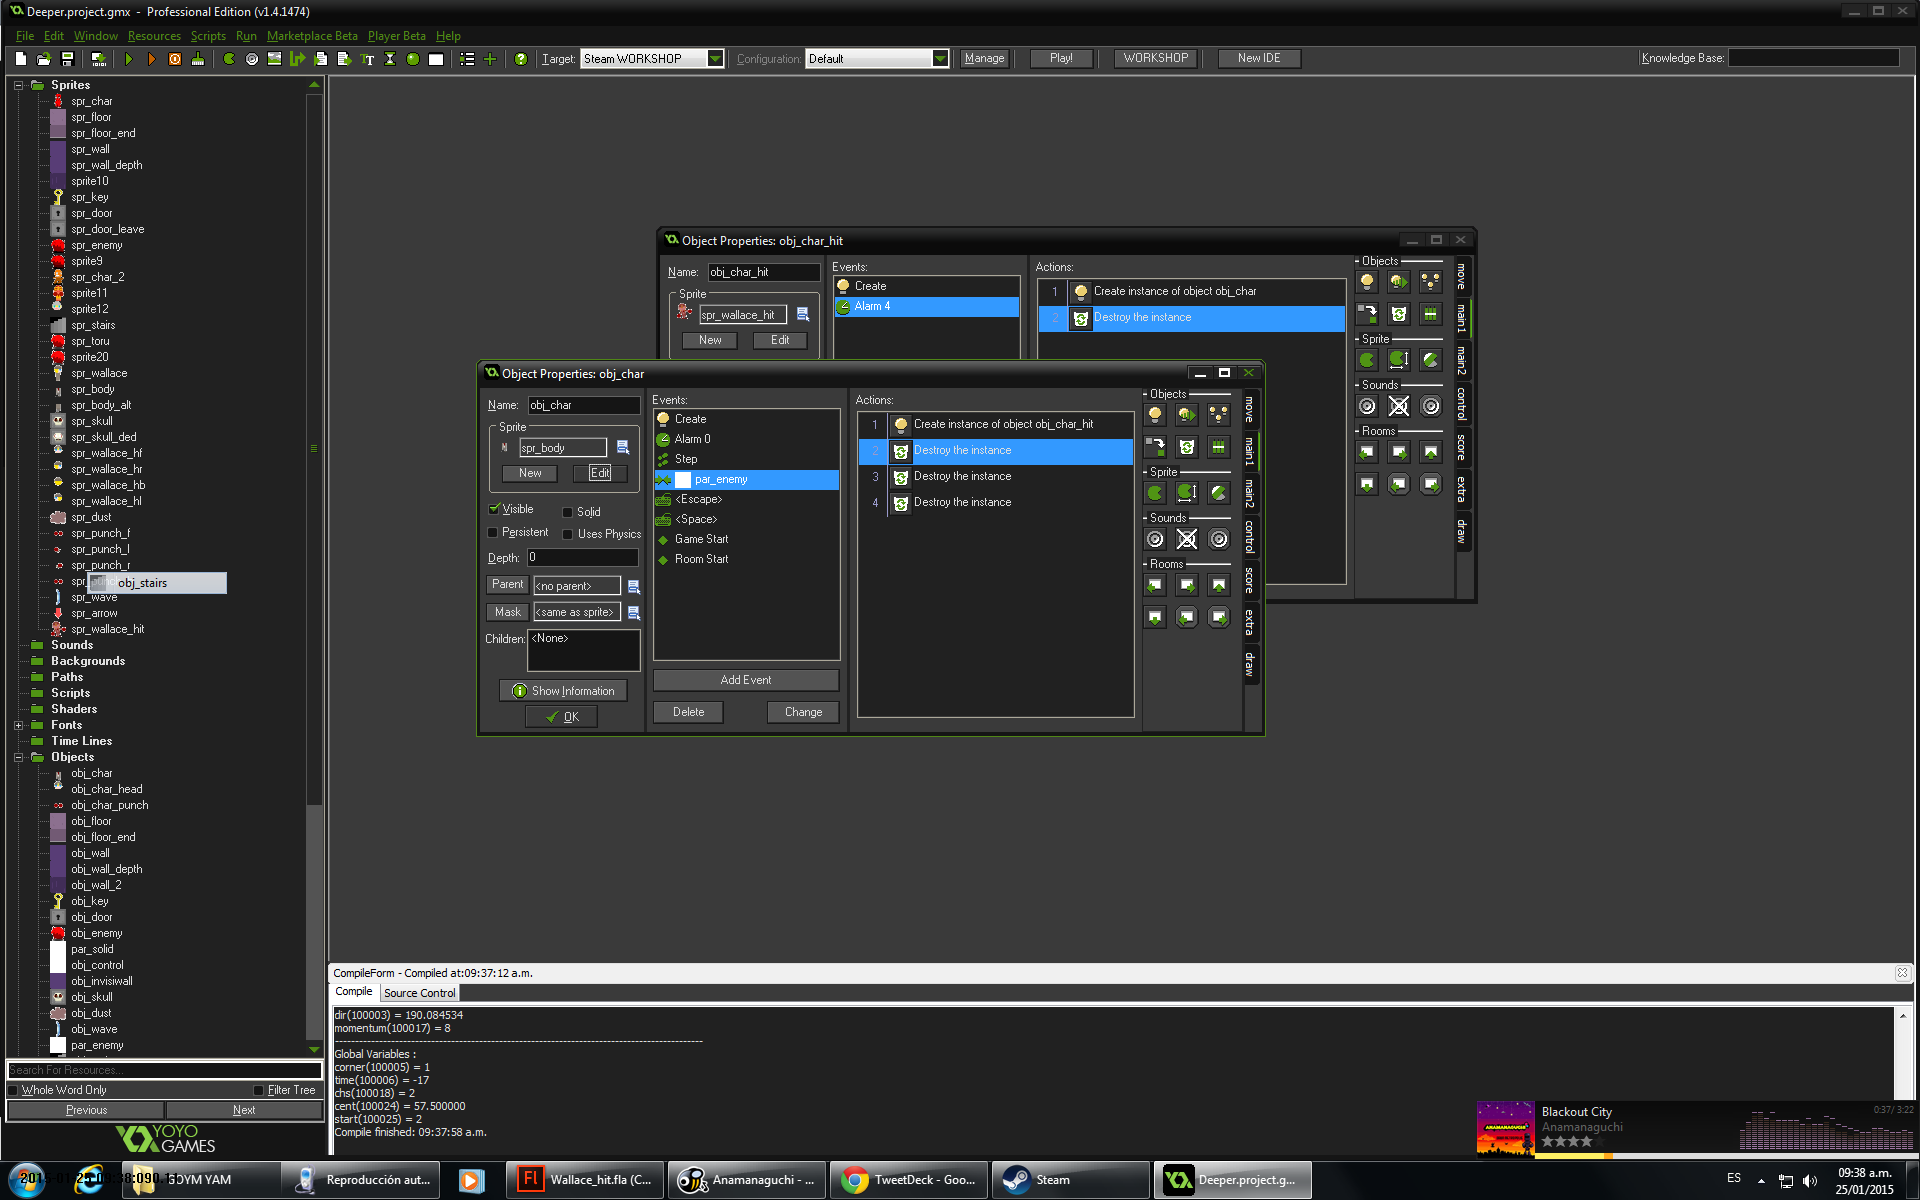 Deeper.project.gmx - Professional Edition (v1.4.1474)
File Edit Window Resources Scripts Run Marketplace Beta Player Beta Help
Target: Steam WORKSHOP Configuration: Default Manage Play! WORKSHOP New IDE Knowledge Base:
Sprites
spr_char
spr_floor
spr_floor_end
spr_wall
spr_wall_depth
sprite10
spr_key
spr_door
spr_door_leave
spr_enemy
sprite9
spr_char_2
sprite11
sprite12
spr_stairs
spr_toru
sprite20
spr_wallace
spr_body
spr_body_alt
spr_skull
spr_skull_ded
spr_wallace_hf
spr_wallace_hr
spr_wallace_hb
spr_wallace_hl
spr_dust
spr_punch_f
spr_punch_l
spr_punch_r
obj_stairs
spr_wave
spr_arrow
spr_wallace_hit
Sounds
Backgrounds
Paths
Scripts
Shaders
Fonts
Time Lines
Objects
obj_char
obj_char_head
obj_char_punch
obj_floor
obj_floor_end
obj_wall
obj_wall_depth
obj_wall_2
obj_key
obj_door
obj_enemy
par_solid
obj_control
obj_invisiwall
obj_skull
obj_dust
obj_wave
par_enemy
Search For Resources...
Whole Word Only Filter Tree
Previous Next
YOYO
GAMES
Object Properties: obj_char_hit
Name: obj_char_hit
Sprite
spr_wallace_hit
New Edit
Events:
Create
Alarm 4
Actions:
1 Create instance of object obj_char
2 Destroy the instance
Objects
Sprite
Sounds
Rooms
move
main1
main2
control
score
extra
draw
Object Properties: obj_char
Name: obj_char
Sprite
spr_body
New Edit
Visible Solid
Persistent Uses Physics
Depth: 0
Parent <no parent>
Mask <same as sprite>
Children: <None>
Show Information
OK
Events:
Create
Alarm 0
Step
par_enemy
<Escape>
<Space>
Game Start
Room Start
Add Event
Delete Change
Actions:
1 Create instance of object obj_char_hit
2 Destroy the instance
3 Destroy the instance
4 Destroy the instance
Objects
Sprite
Sounds
Rooms
move
main1
main2
control
score
extra
draw
CompileForm - Compiled at:09:37:12 a.m.
Compile Source Control
dir(100003) = 190.084534
momentum(100017) = 8
Global Variables :
corner(100005) = 1
time(100006) = -17
chs(100018) = 2
cent(100024) = 57.500000
start(100025) = 2
Compile finished: 09:37:58 a.m.
Blackout City 0:37/ 3:22
Anamanaguchi
ANAMANAGUCHI
GOYM YAM
Reproducción aut...
Wallace_hit.fla (C...
Anamanaguchi - ...
TweetDeck - Goo...
Steam
Deeper.project.g...
ES
09:38 a.m.
25/01/2015